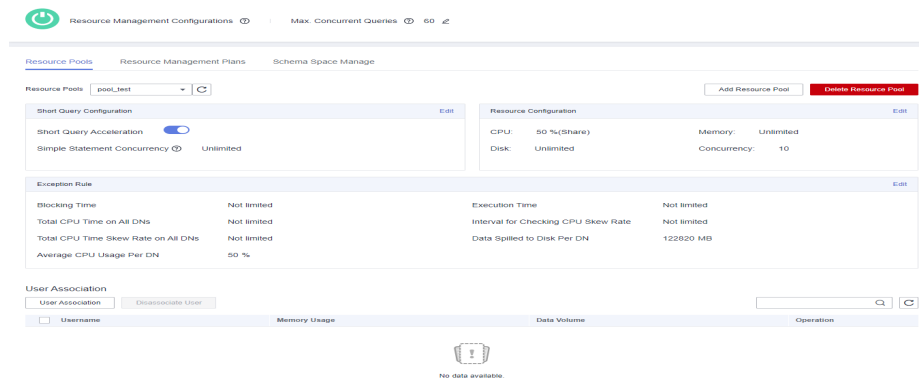 Resource Management Configurations Max. Concurrent Queries 60
Resource Pools Resource Management Plans Schema Space Manage
Resource Pools pool_test Add Resource Pool Delete Resource Pool
Short Query Configuration Edit Resource Configuration Edit
Short Query Acceleration CPU: 50 %(Share) Memory: Unlimited
Simple Statement Concurrency Unlimited Disk: Unlimited Concurrency: 10
Exception Rule Edit
Blocking Time Not limited Execution Time Not limited
Total CPU Time on All DNs Not limited Interval for Checking CPU Skew Rate Not limited
Total CPU Time Skew Rate on All DNs Not limited Data Spilled to Disk Per DN 122820 MB
Average CPU Usage Per DN 50 %
User Association
User Association Disassociate User
Username Memory Usage Data Volume Operation
No data available.